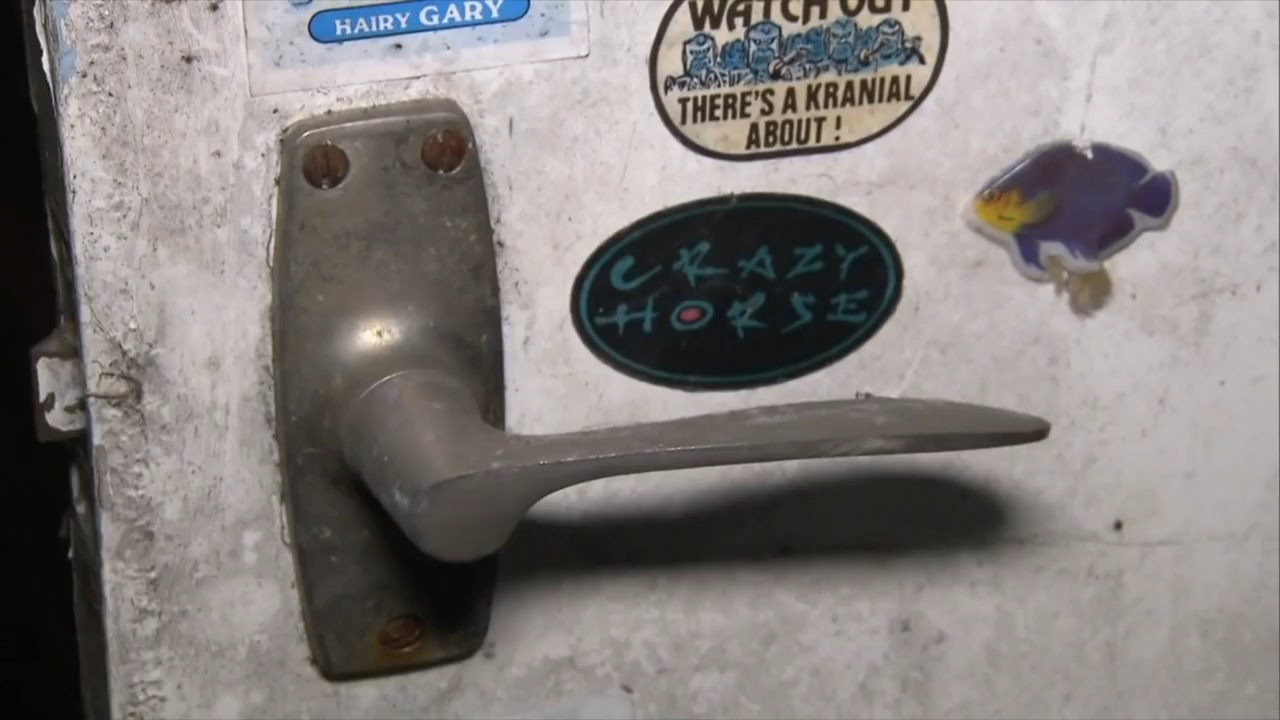 HAIRY GARY
WATCH OUT
THERE'S A KRANIAL
ABOUT !
CRAZY
HORSE